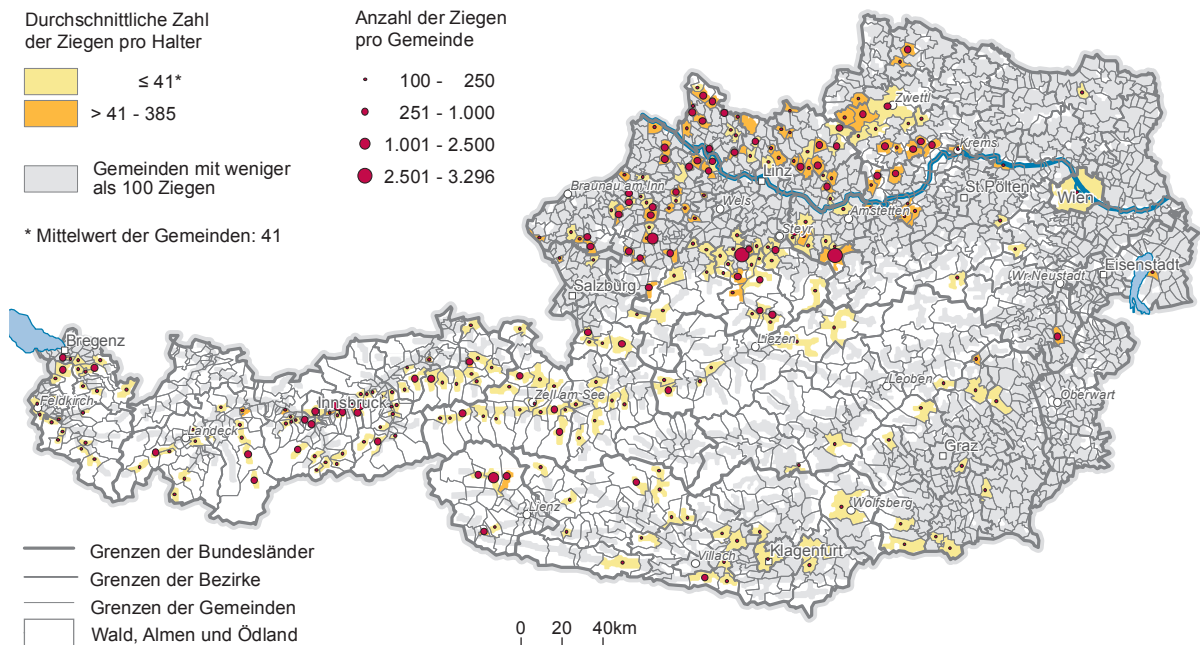 Durchschnittliche Zahl
der Ziegen pro Halter
≤ 41*
> 41 - 385
Gemeinden mit weniger
als 100 Ziegen
* Mittelwert der Gemeinden: 41
Anzahl der Ziegen
pro Gemeinde
100 - 250
251 - 1.000
1.001 - 2.500
2.501 - 3.296
Zwettl
Krems
Linz
St.Pölten
Braunau am Inn
Wels
Wien
Amstetten
Steyr
Eisenstadt
Wr.Neustadt
Salzburg
Bregenz
Liezen
Leoben
Feldkirch
Innsbruck
Zell am See
Oberwart
Landeck
Graz
Lienz
Wolfsberg
Villach
Klagenfurt
Grenzen der Bundesländer
Grenzen der Bezirke
Grenzen der Gemeinden
Wald, Almen und Ödland
0 20 40km